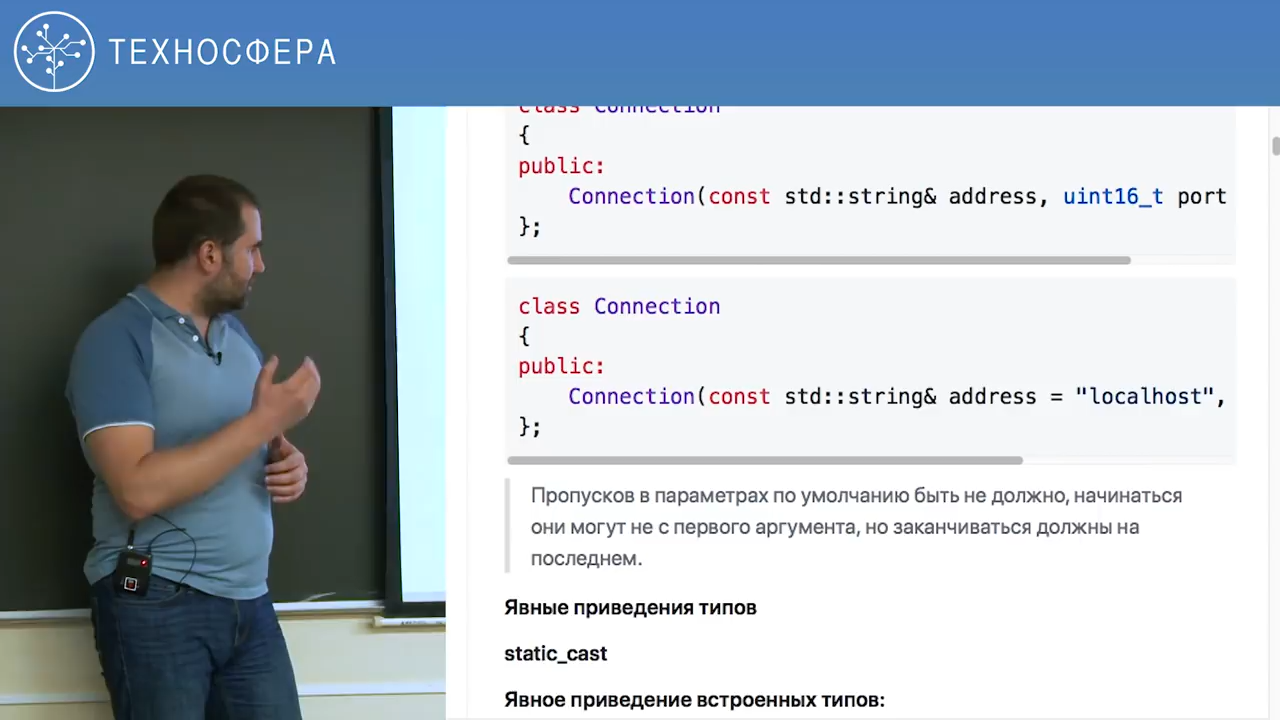 ТЕХНОСФЕРА
class Connection
{
public:
Connection(const std::string& address, uint16_t port
};
class Connection
{
public:
Connection(const std::string& address = "localhost",
};
Пропусков в параметрах по умолчанию быть не должно, начинаться
они могут не с первого аргумента, но заканчиваться должны на
последнем.
Явные приведения типов
static_cast
Явное приведение встроенных типов: